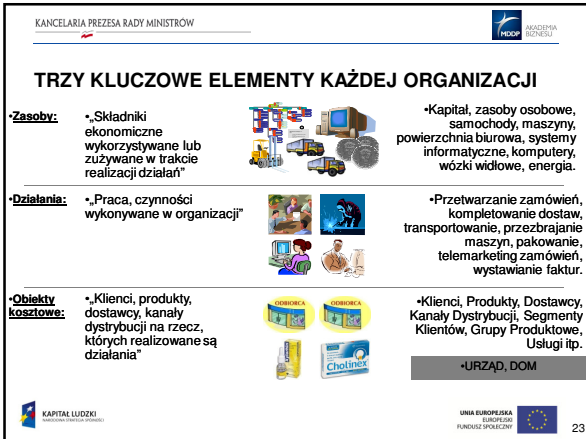 KANCELARIA PREZESA RADY MINISTRÓW
MDDP
AKADEMIA
BIZNESU
TRZY KLUCZOWE ELEMENTY KAŻDEJ ORGANIZACJI
•Zasoby:
•„Składniki
ekonomiczne
wykorzystywane lub
zużywane w trakcie
realizacji działań”
•Kapitał, zasoby osobowe,
samochody, maszyny,
powierzchnia biurowa, systemy
informatyczne, komputery,
wózki widłowe, energia.
•Działania:
•„Praca, czynności
wykonywane w organizacji”
•Przetwarzanie zamówień,
kompletowanie dostaw,
transportowanie, przezbrajanie
maszyn, pakowanie,
telemarketing zamówień,
wystawianie faktur.
•Obiekty
kosztowe:
•„Klienci, produkty,
dostawcy, kanały
dystrybucji na rzecz,
których realizowane są
działania”
ODBIORCA
ODBIORCA
Cholinex
•Klienci, Produkty, Dostawcy,
Kanały Dystrybucji, Segmenty
Klientów, Grupy Produktowe,
Usługi itp.
•URZĄD, DOM
KAPITAŁ LUDZKI
NARODOWA STRATEGIA SPÓJNOŚCI
UNIA EUROPEJSKA
EUROPEJSKI
FUNDUSZ SPOŁECZNY
23